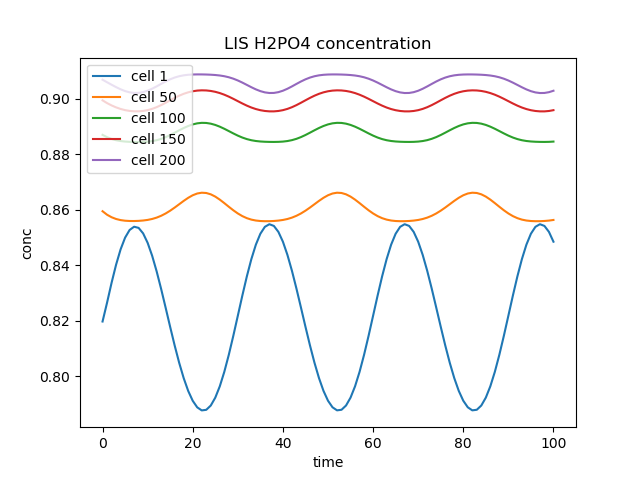 LIS H2PO4 concentration
cell 1
cell 50
cell 100
cell 150
cell 200
conc
0.90
0.88
0.86
0.84
0.82
0.80
0
20
40
60
80
100
time